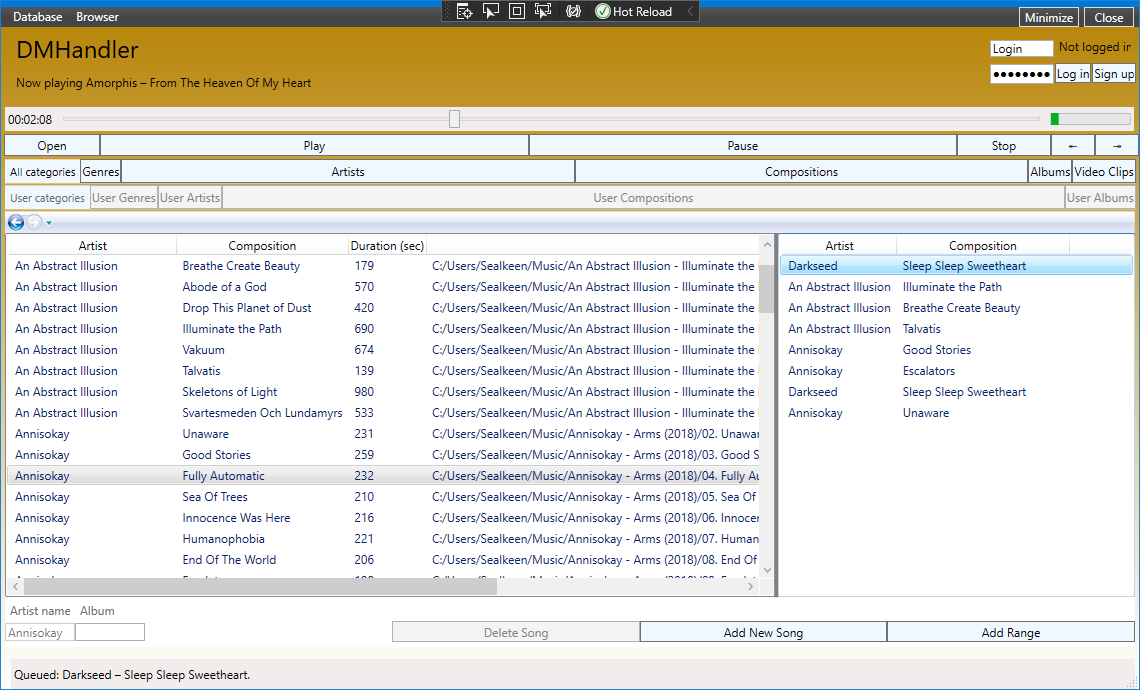 Database Browser Hot Reload Minimize Close
DMHandler
Login Not logged in
Now playing Amorphis – From The Heaven Of My Heart
●●●●●●●● Log in Sign up
00:02:08
Open Play Pause Stop ← →
All categories Genres Artists Compositions Albums Video Clips
User categories User Genres User Artists User Compositions User Albums
Artist Composition Duration (sec) Artist Composition
An Abstract Illusion Breathe Create Beauty 179 C:/Users/Sealkeen/Music/An Abstract Illusion - Illuminate the Darkseed Sleep Sleep Sweetheart
An Abstract Illusion Abode of a God 570 C:/Users/Sealkeen/Music/An Abstract Illusion - Illuminate the An Abstract Illusion Illuminate the Path
An Abstract Illusion Drop This Planet of Dust 420 C:/Users/Sealkeen/Music/An Abstract Illusion - Illuminate the An Abstract Illusion Breathe Create Beauty
An Abstract Illusion Illuminate the Path 690 C:/Users/Sealkeen/Music/An Abstract Illusion - Illuminate the An Abstract Illusion Talvatis
An Abstract Illusion Vakuum 674 C:/Users/Sealkeen/Music/An Abstract Illusion - Illuminate the Annisokay Good Stories
An Abstract Illusion Talvatis 139 C:/Users/Sealkeen/Music/An Abstract Illusion - Illuminate the Annisokay Escalators
An Abstract Illusion Skeletons of Light 980 C:/Users/Sealkeen/Music/An Abstract Illusion - Illuminate the Darkseed Sleep Sleep Sweetheart
An Abstract Illusion Svartesmeden Och Lundamyrs 533 C:/Users/Sealkeen/Music/An Abstract Illusion - Illuminate the Annisokay Unaware
Annisokay Unaware 231 C:/Users/Sealkeen/Music/Annisokay - Arms (2018)/02. Unawar
Annisokay Good Stories 259 C:/Users/Sealkeen/Music/Annisokay - Arms (2018)/03. Good S
Annisokay Fully Automatic 232 C:/Users/Sealkeen/Music/Annisokay - Arms (2018)/04. Fully Au
Annisokay Sea Of Trees 210 C:/Users/Sealkeen/Music/Annisokay - Arms (2018)/05. Sea Of
Annisokay Innocence Was Here 216 C:/Users/Sealkeen/Music/Annisokay - Arms (2018)/06. Innocen
Annisokay Humanophobia 221 C:/Users/Sealkeen/Music/Annisokay - Arms (2018)/07. Human
Annisokay End Of The World 206 C:/Users/Sealkeen/Music/Annisokay - Arms (2018)/08. End Of
Artist name Album
Annisokay Delete Song Add New Song Add Range
Queued: Darkseed – Sleep Sleep Sweetheart.